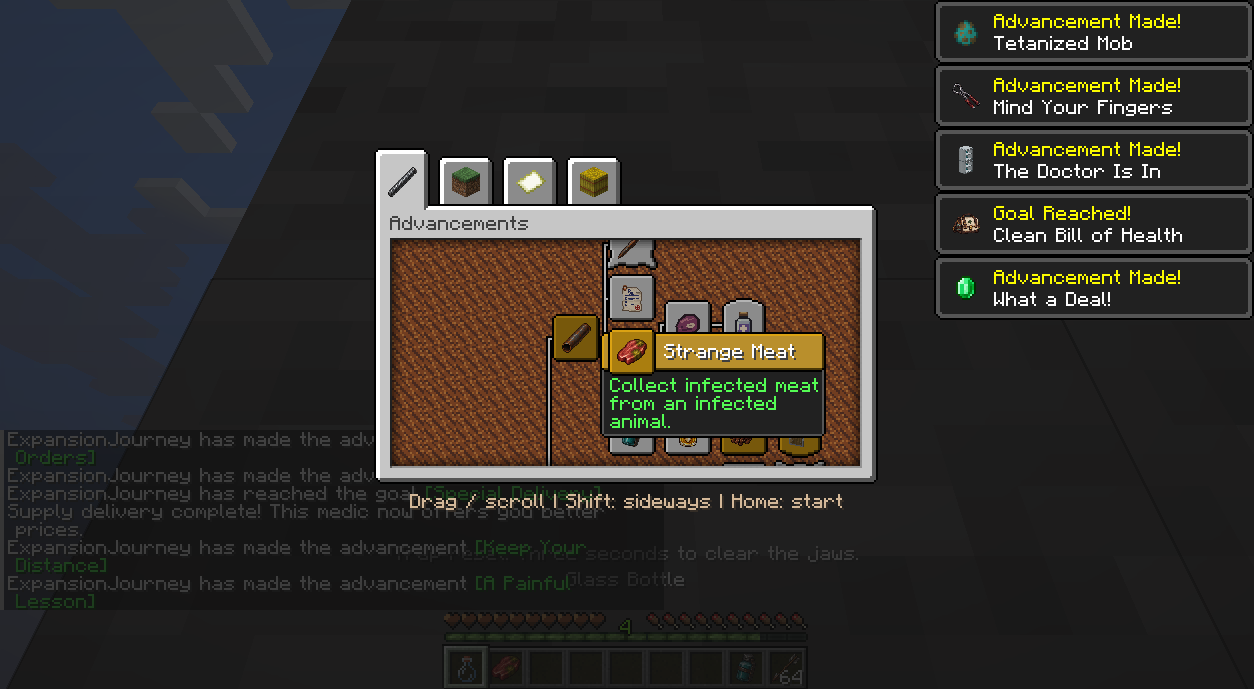 Advancement Made!
Tetanized Mob
Advancement Made!
Mind Your Fingers
Advancement Made!
The Doctor Is In
Goal Reached!
Clean Bill of Health
Advancement Made!
What a Deal!
Advancements
Strange Meat
Collect infected meat
from an infected
animal.
Drag / scroll | Shift: sideways | Home: start
ExpansionJourney has made the adv
Orders]
ExpansionJourney has made the adv
ExpansionJourney has reached the goal [Special Delivery]
Supply delivery complete! This medic now offers you better
prices.
ExpansionJourney has made the advancement [Keep Your
Distance]
ExpansionJourney has made the advancement [A Painful
Lesson]
seconds to clear the jaws.
Glass Bottle
4
64